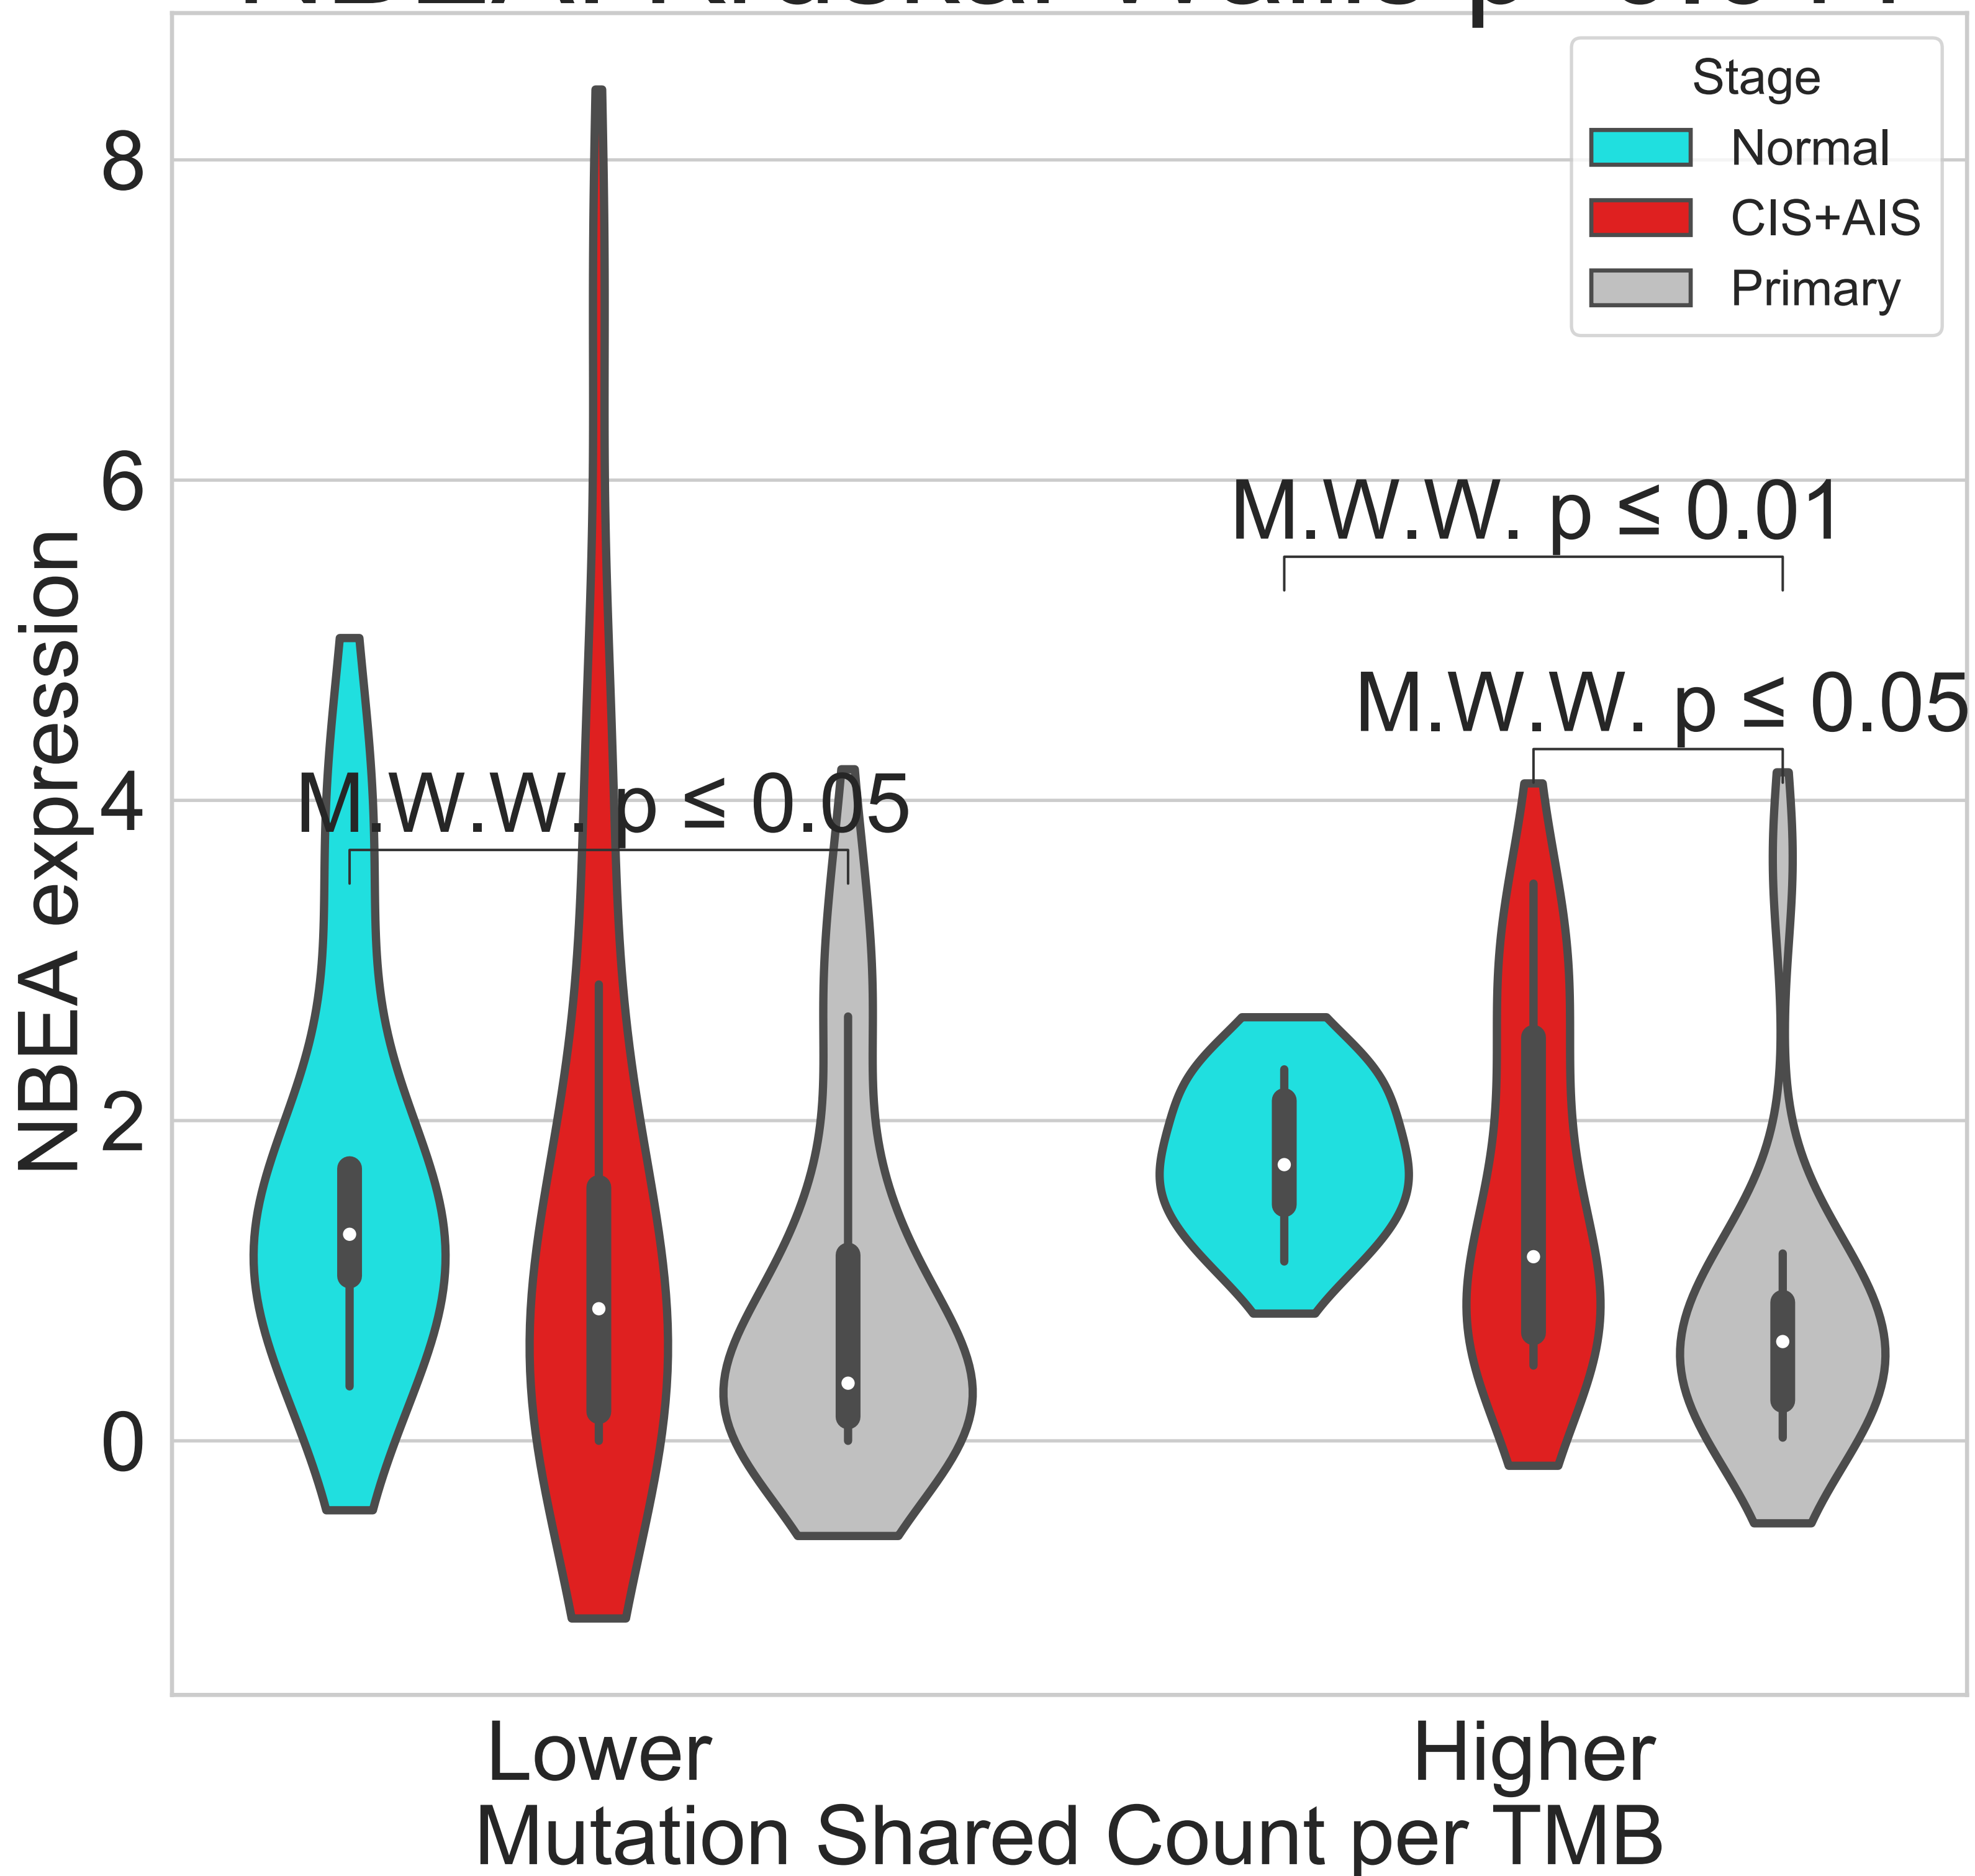 Stage
Normal
CIS+AIS
Primary
8
6
4
2
0
NBEA expression
M.W.W. p ≤ 0.01
M.W.W. p ≤ 0.05
M.W.W. p ≤ 0.05
Lower
Higher
Mutation Shared Count per TMB